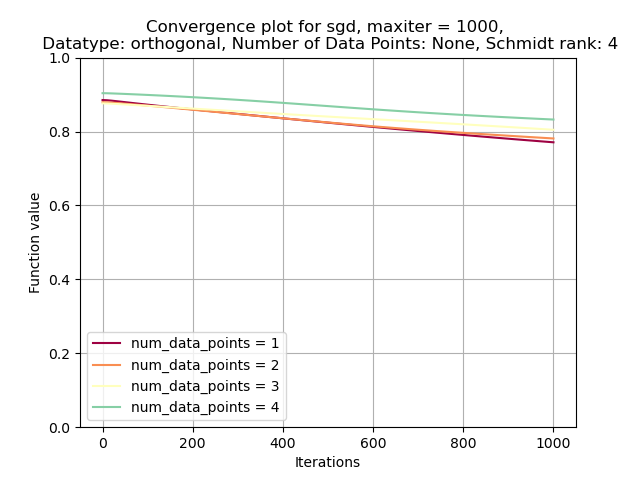 Convergence plot for sgd, maxiter = 1000,
Datatype: orthogonal, Number of Data Points: None, Schmidt rank: 4
1.0
0.8
0.6
0.4
0.2
0.0
Function value
num_data_points = 1
num_data_points = 2
num_data_points = 3
num_data_points = 4
0 200 400 600 800 1000
Iterations